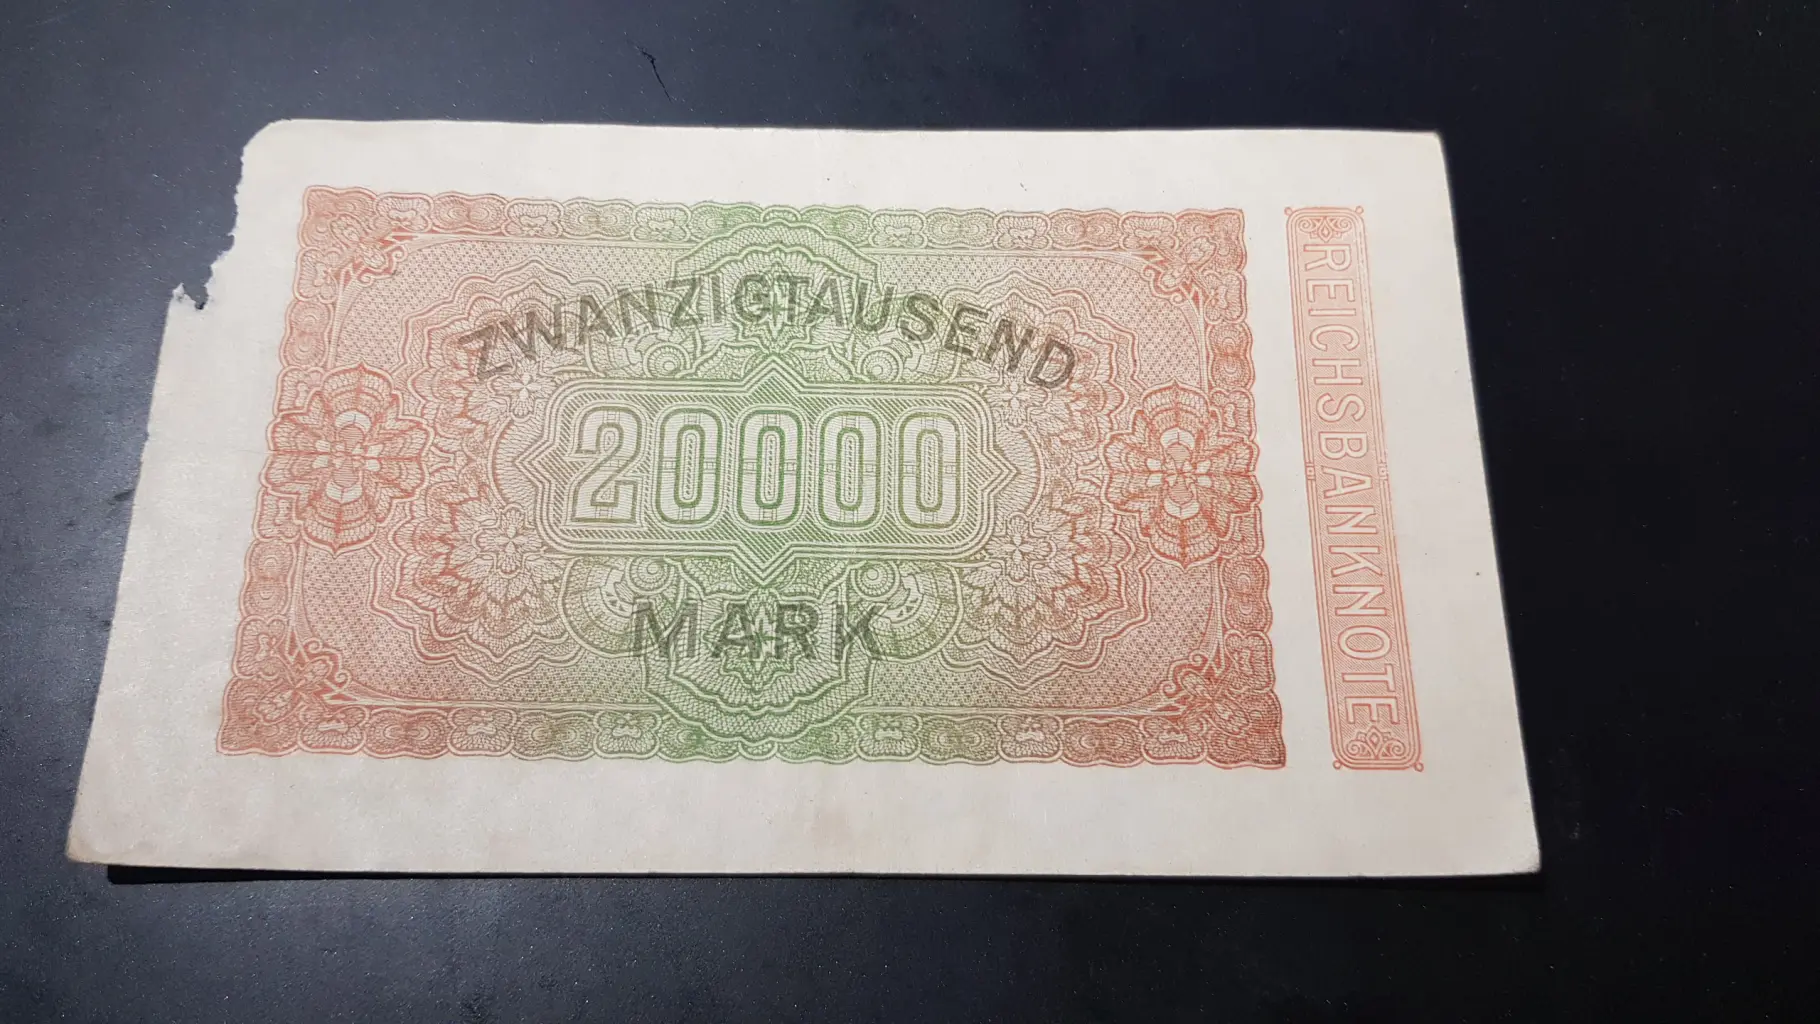 ZWANZIGTAUSEND
20000
MARK
REICHSBANKNOTE